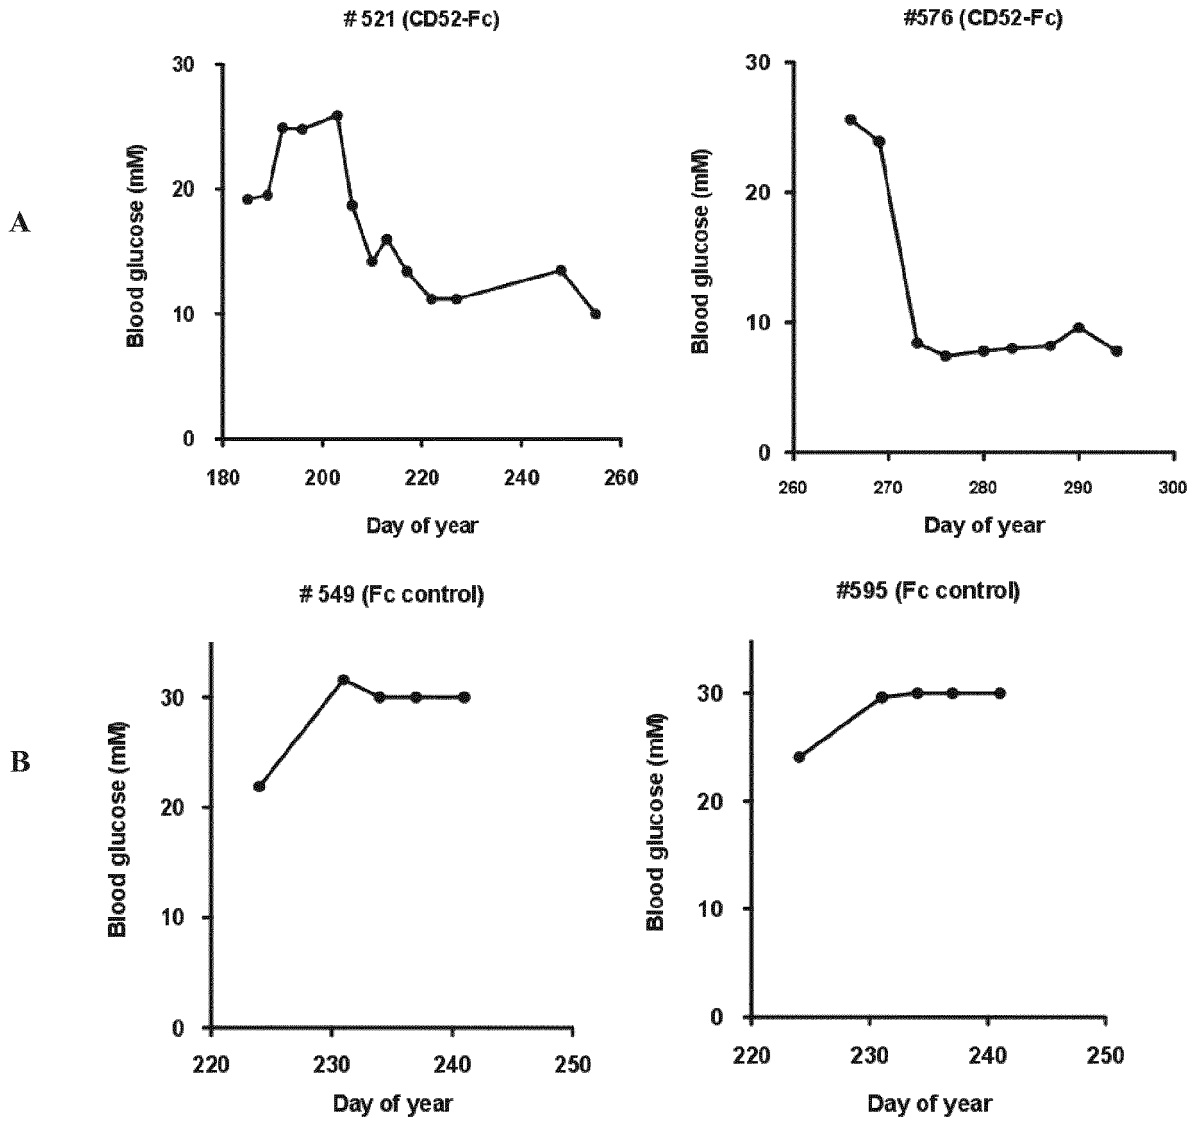 # 521 (CD52-Fc)
#576 (CD52-Fc)
A
Blood glucose (mM)
30
20
10
0
180 200 220 240 260
Day of year
Blood glucose (mM)
30
20
10
0
260 270 280 290 300
Day of year
# 549 (Fc control)
#595 (Fc control)
B
Blood glucose (mM)
30
20
10
0
220 230 240 250
Day of year
Blood glucose (mM)
30
20
10
0
220 230 240 250
Day of year